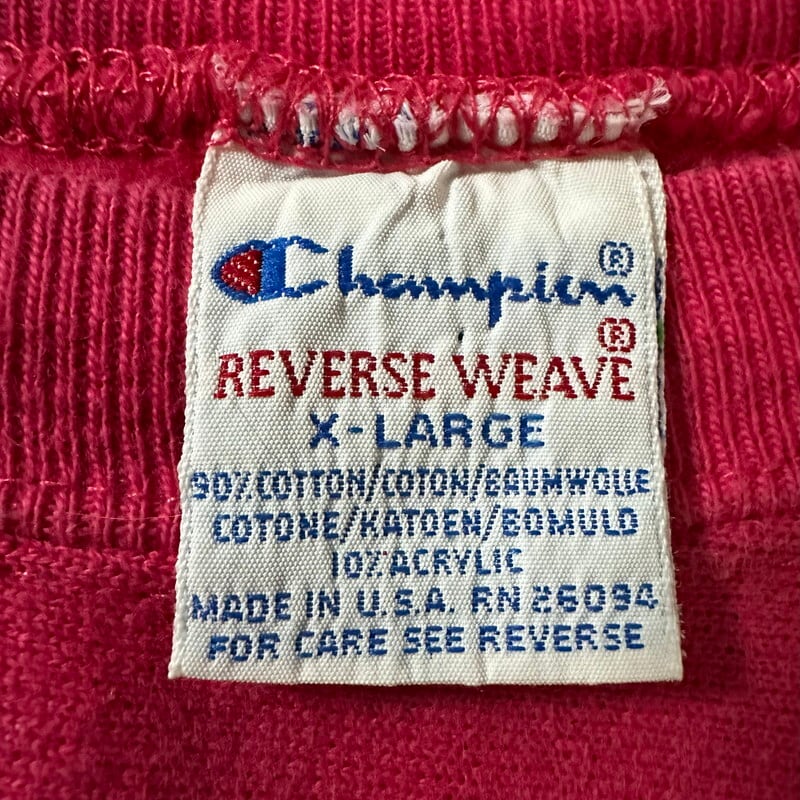 Champion®
REVERSE WEAVE®
X-LARGE
90% COTTON/COTON/BAUMWOLLE
COTONE/KATOEN/BOMULD
10% ACRYLIC
MADE IN U.S.A. RN 26094
FOR CARE SEE REVERSE